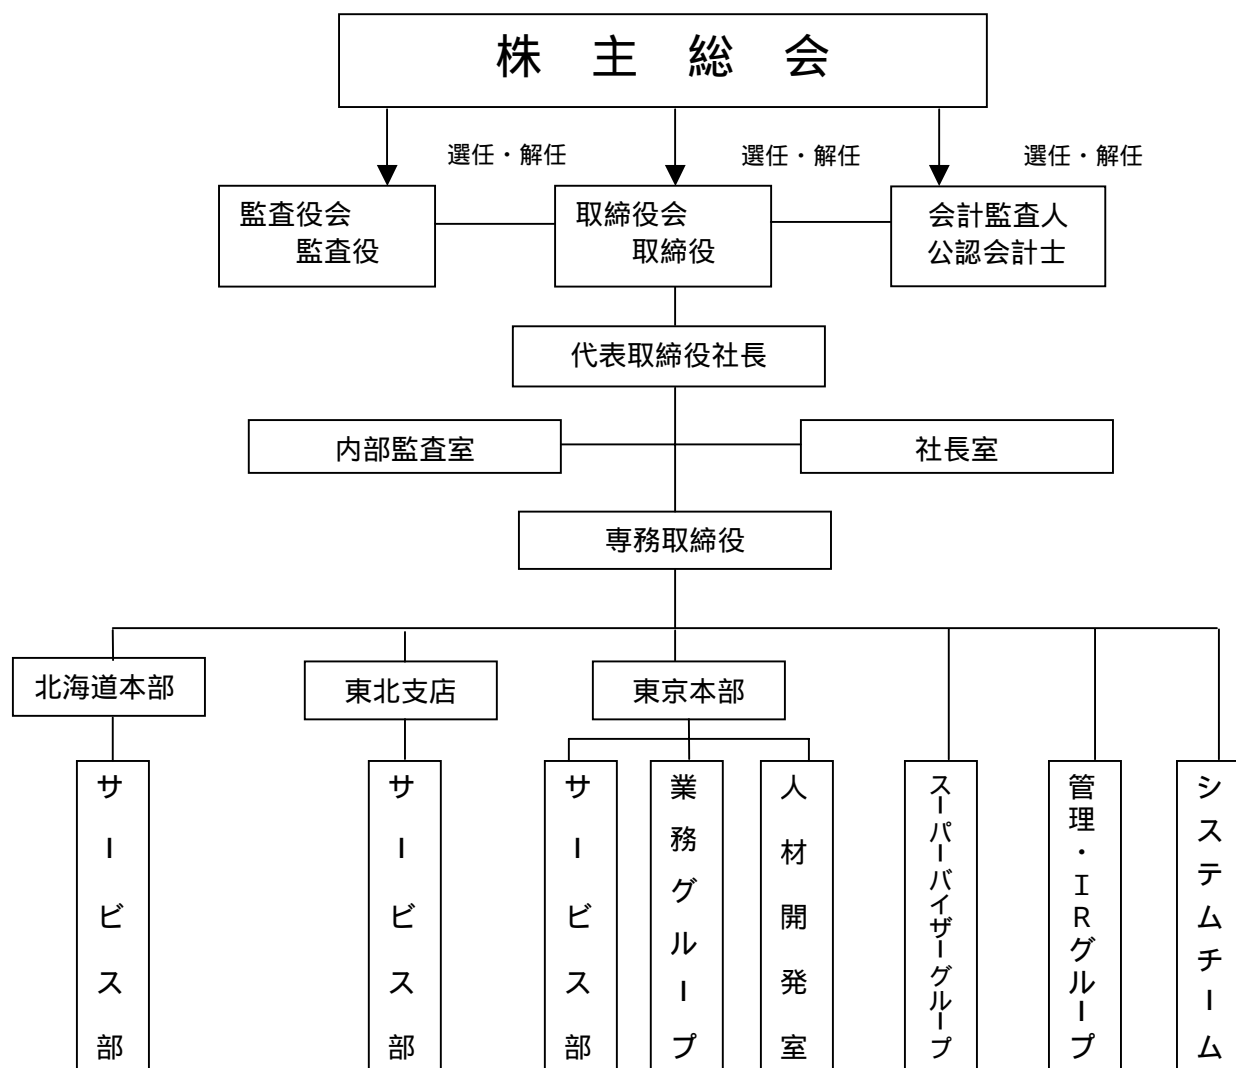 株 主 総 会
選任・解任
選任・解任
選任・解任
監査役会
監査役
取締役会
取締役
会計監査人
公認会計士
代表取締役社長
内部監査室
社長室
専務取締役
北海道本部
東北支店
東京本部
サービス部
サービス部
サービス部
業務グループ
人材開発室
スーパーバイザーグループ
管理・ＩＲグループ
システムチーム